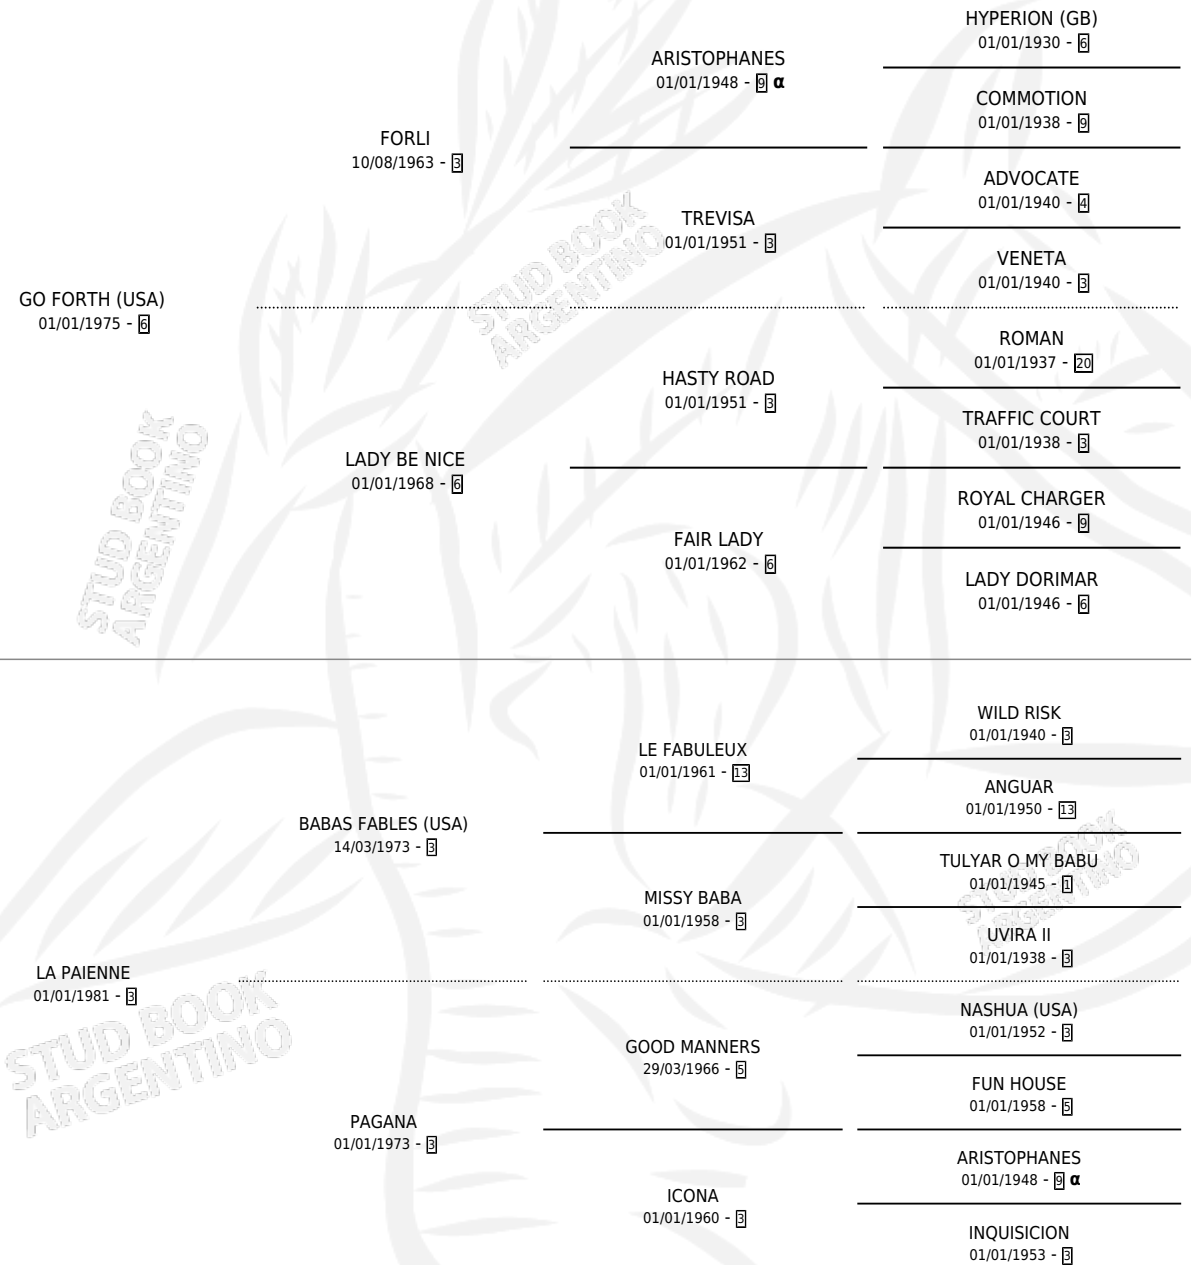 HYPERION (GB)
01/01/1930 - 6
ARISTOPHANES
01/01/1948 - 9 α
COMMOTION
01/01/1938 - 9
FORLI
10/08/1963 - 3
ADVOCATE
01/01/1940 - 4
TREVISA
01/01/1951 - 3
VENETA
01/01/1940 - 3
GO FORTH (USA)
01/01/1975 - 6
ROMAN
01/01/1937 - 20
HASTY ROAD
01/01/1951 - 3
TRAFFIC COURT
01/01/1938 - 3
LADY BE NICE
01/01/1968 - 6
ROYAL CHARGER
01/01/1946 - 9
FAIR LADY
01/01/1962 - 6
LADY DORIMAR
01/01/1946 - 6
WILD RISK
01/01/1940 - 3
LE FABULEUX
01/01/1961 - 13
ANGUAR
01/01/1950 - 13
BABAS FABLES (USA)
14/03/1973 - 3
TULYAR O MY BABU
01/01/1945 - 1
MISSY BABA
01/01/1958 - 3
UVIRA II
01/01/1938 - 3
LA PAIENNE
01/01/1981 - 3
NASHUA (USA)
01/01/1952 - 3
GOOD MANNERS
29/03/1966 - 5
FUN HOUSE
01/01/1958 - 5
PAGANA
01/01/1973 - 3
ARISTOPHANES
01/01/1948 - 9 α
ICONA
01/01/1960 - 3
INQUISICION
01/01/1953 - 3
STUD BOOK
ARGENTINO
STUD BOOK
ARGENTINO
STUD BOOK
ARGENTINO
STUD BOOK
ARGENTINO